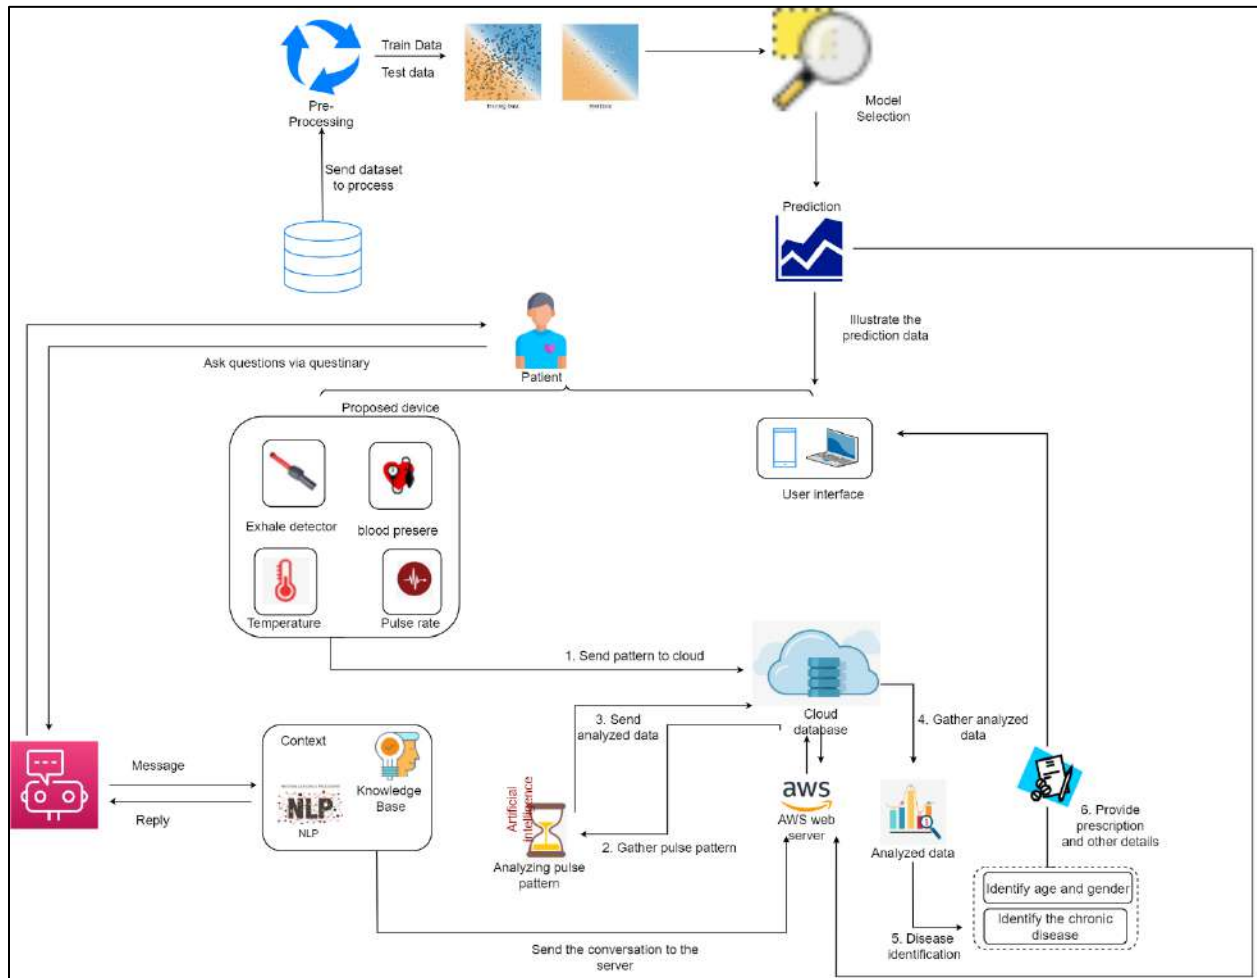 Train Data
Test data
Pre-
Processing
Model
Selection
Send dataset
to process
Prediction
Illustrate the
prediction data
Ask questions via questinary
Patient
Proposed device
Exhale detector
blood presere
Temperature
Pulse rate
User interface
1. Send pattern to cloud
Cloud
database
3. Send
analyzed data
4. Gather analyzed
data
Context
Knowledge
Base
NLP
NLP
Message
Reply
Artificial
intelligence
Analyzing pulse
pattern
2. Gather pulse pattern
aws
AWS web
server
Analyzed data
6. Provide
prescription
and other details
Identify age and gender
Identify the chronic
disease
5. Disease
identification
Send the conversation to the
server